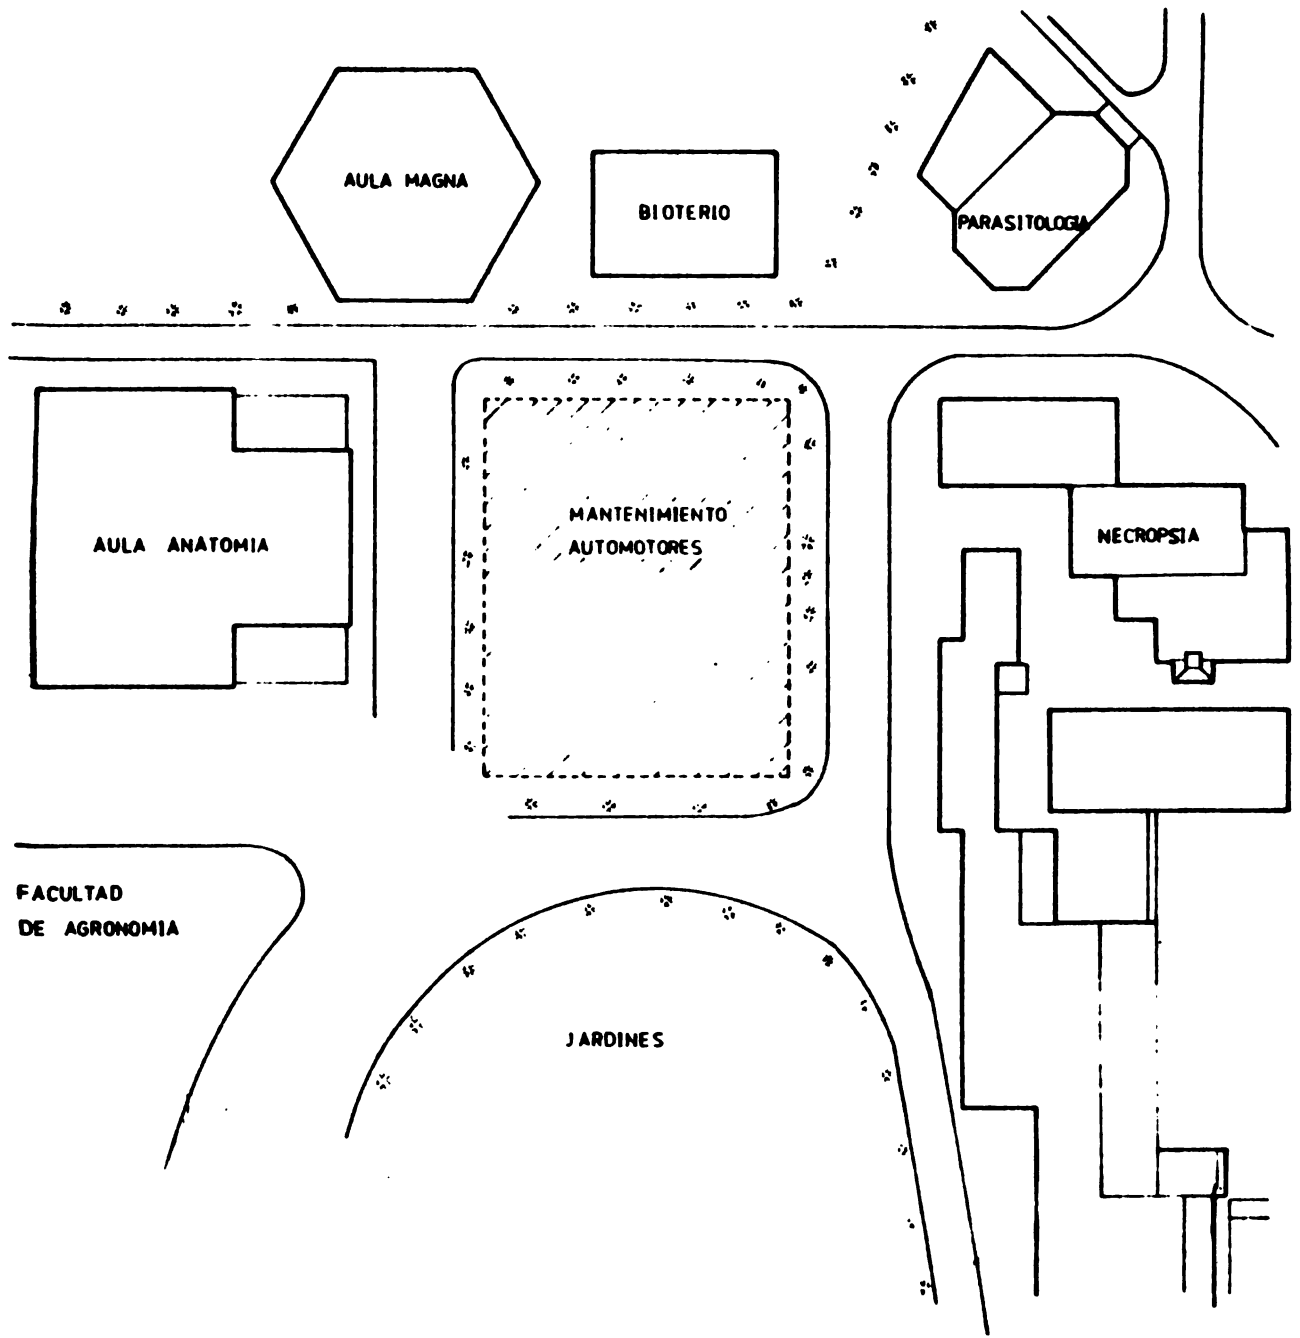 AULA MAGNA
BIOTERIO
PARASITOLOGIA
AULA ANATOMIA
MANTENIMIENTO
AUTOMOTORES
NECROPSIA
FACULTAD
DE AGRONOMIA
JARDINES